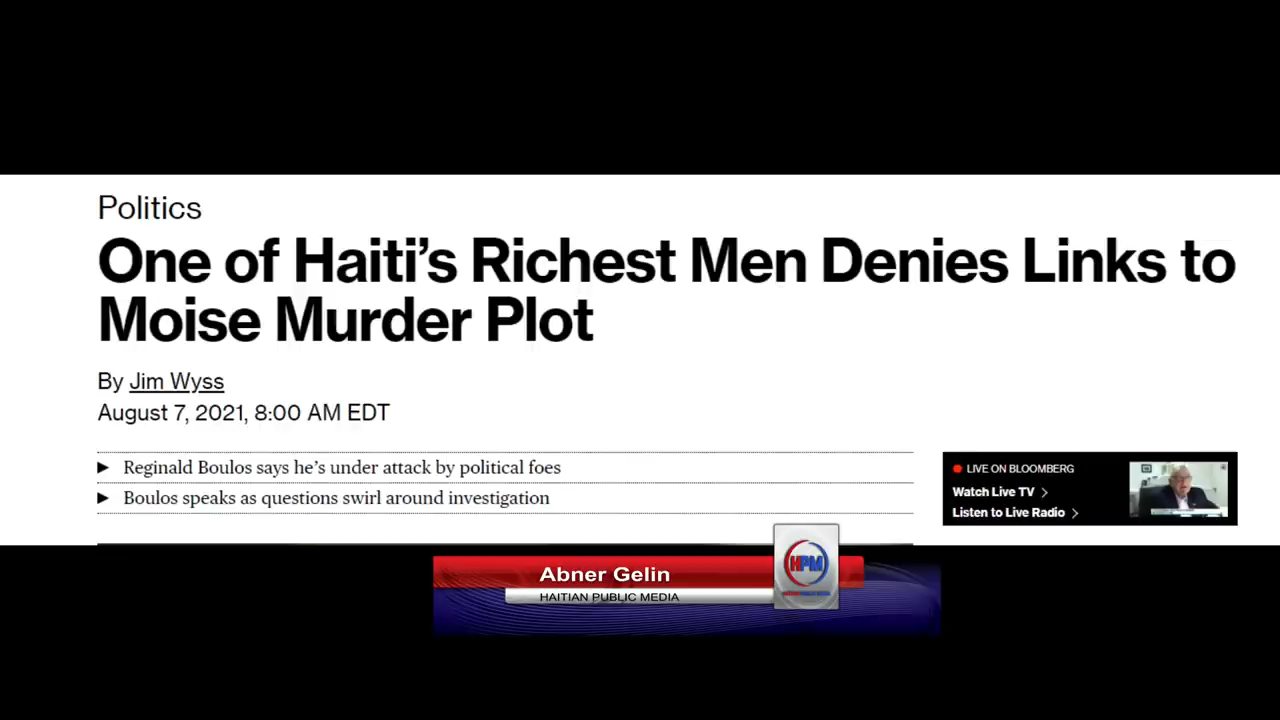 Politics
One of Haiti's Richest Men Denies Links to
Moise Murder Plot
By Jim Wyss
August 7, 2021, 8:00 AM EDT
Reginald Boulos says he's under attack by political foes
Boulos speaks as questions swirl around investigation
LIVE ON BLOOMBERG
Watch Live TV
Listen to Live Radio
Abner Gelin
HAITIAN PUBLIC MEDIA
HPM